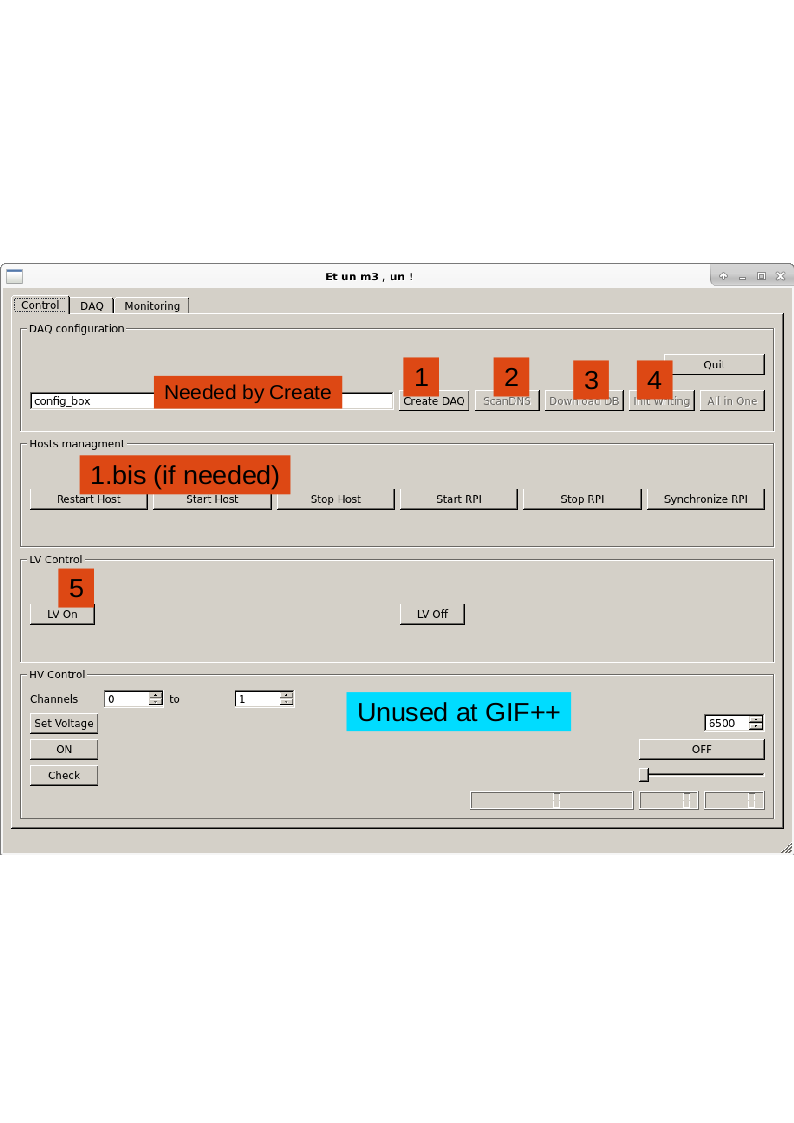 Et un m3 , un !
Control DAQ Monitoring
DAQ configuration
Quit
1 2 3 4
Needed by Create
config_box Create DAQ ScanDNS DownLoad DB All in One
Hosts managment
1.bis (if needed)
Restart Host Start Host Stop Host Start RPI Stop RPI Synchronize RPI
LV Control
5
LV On LV Off
HV Control
Channels 0 to 1
Unused at GIF++
Set Voltage 6500
ON OFF
Check